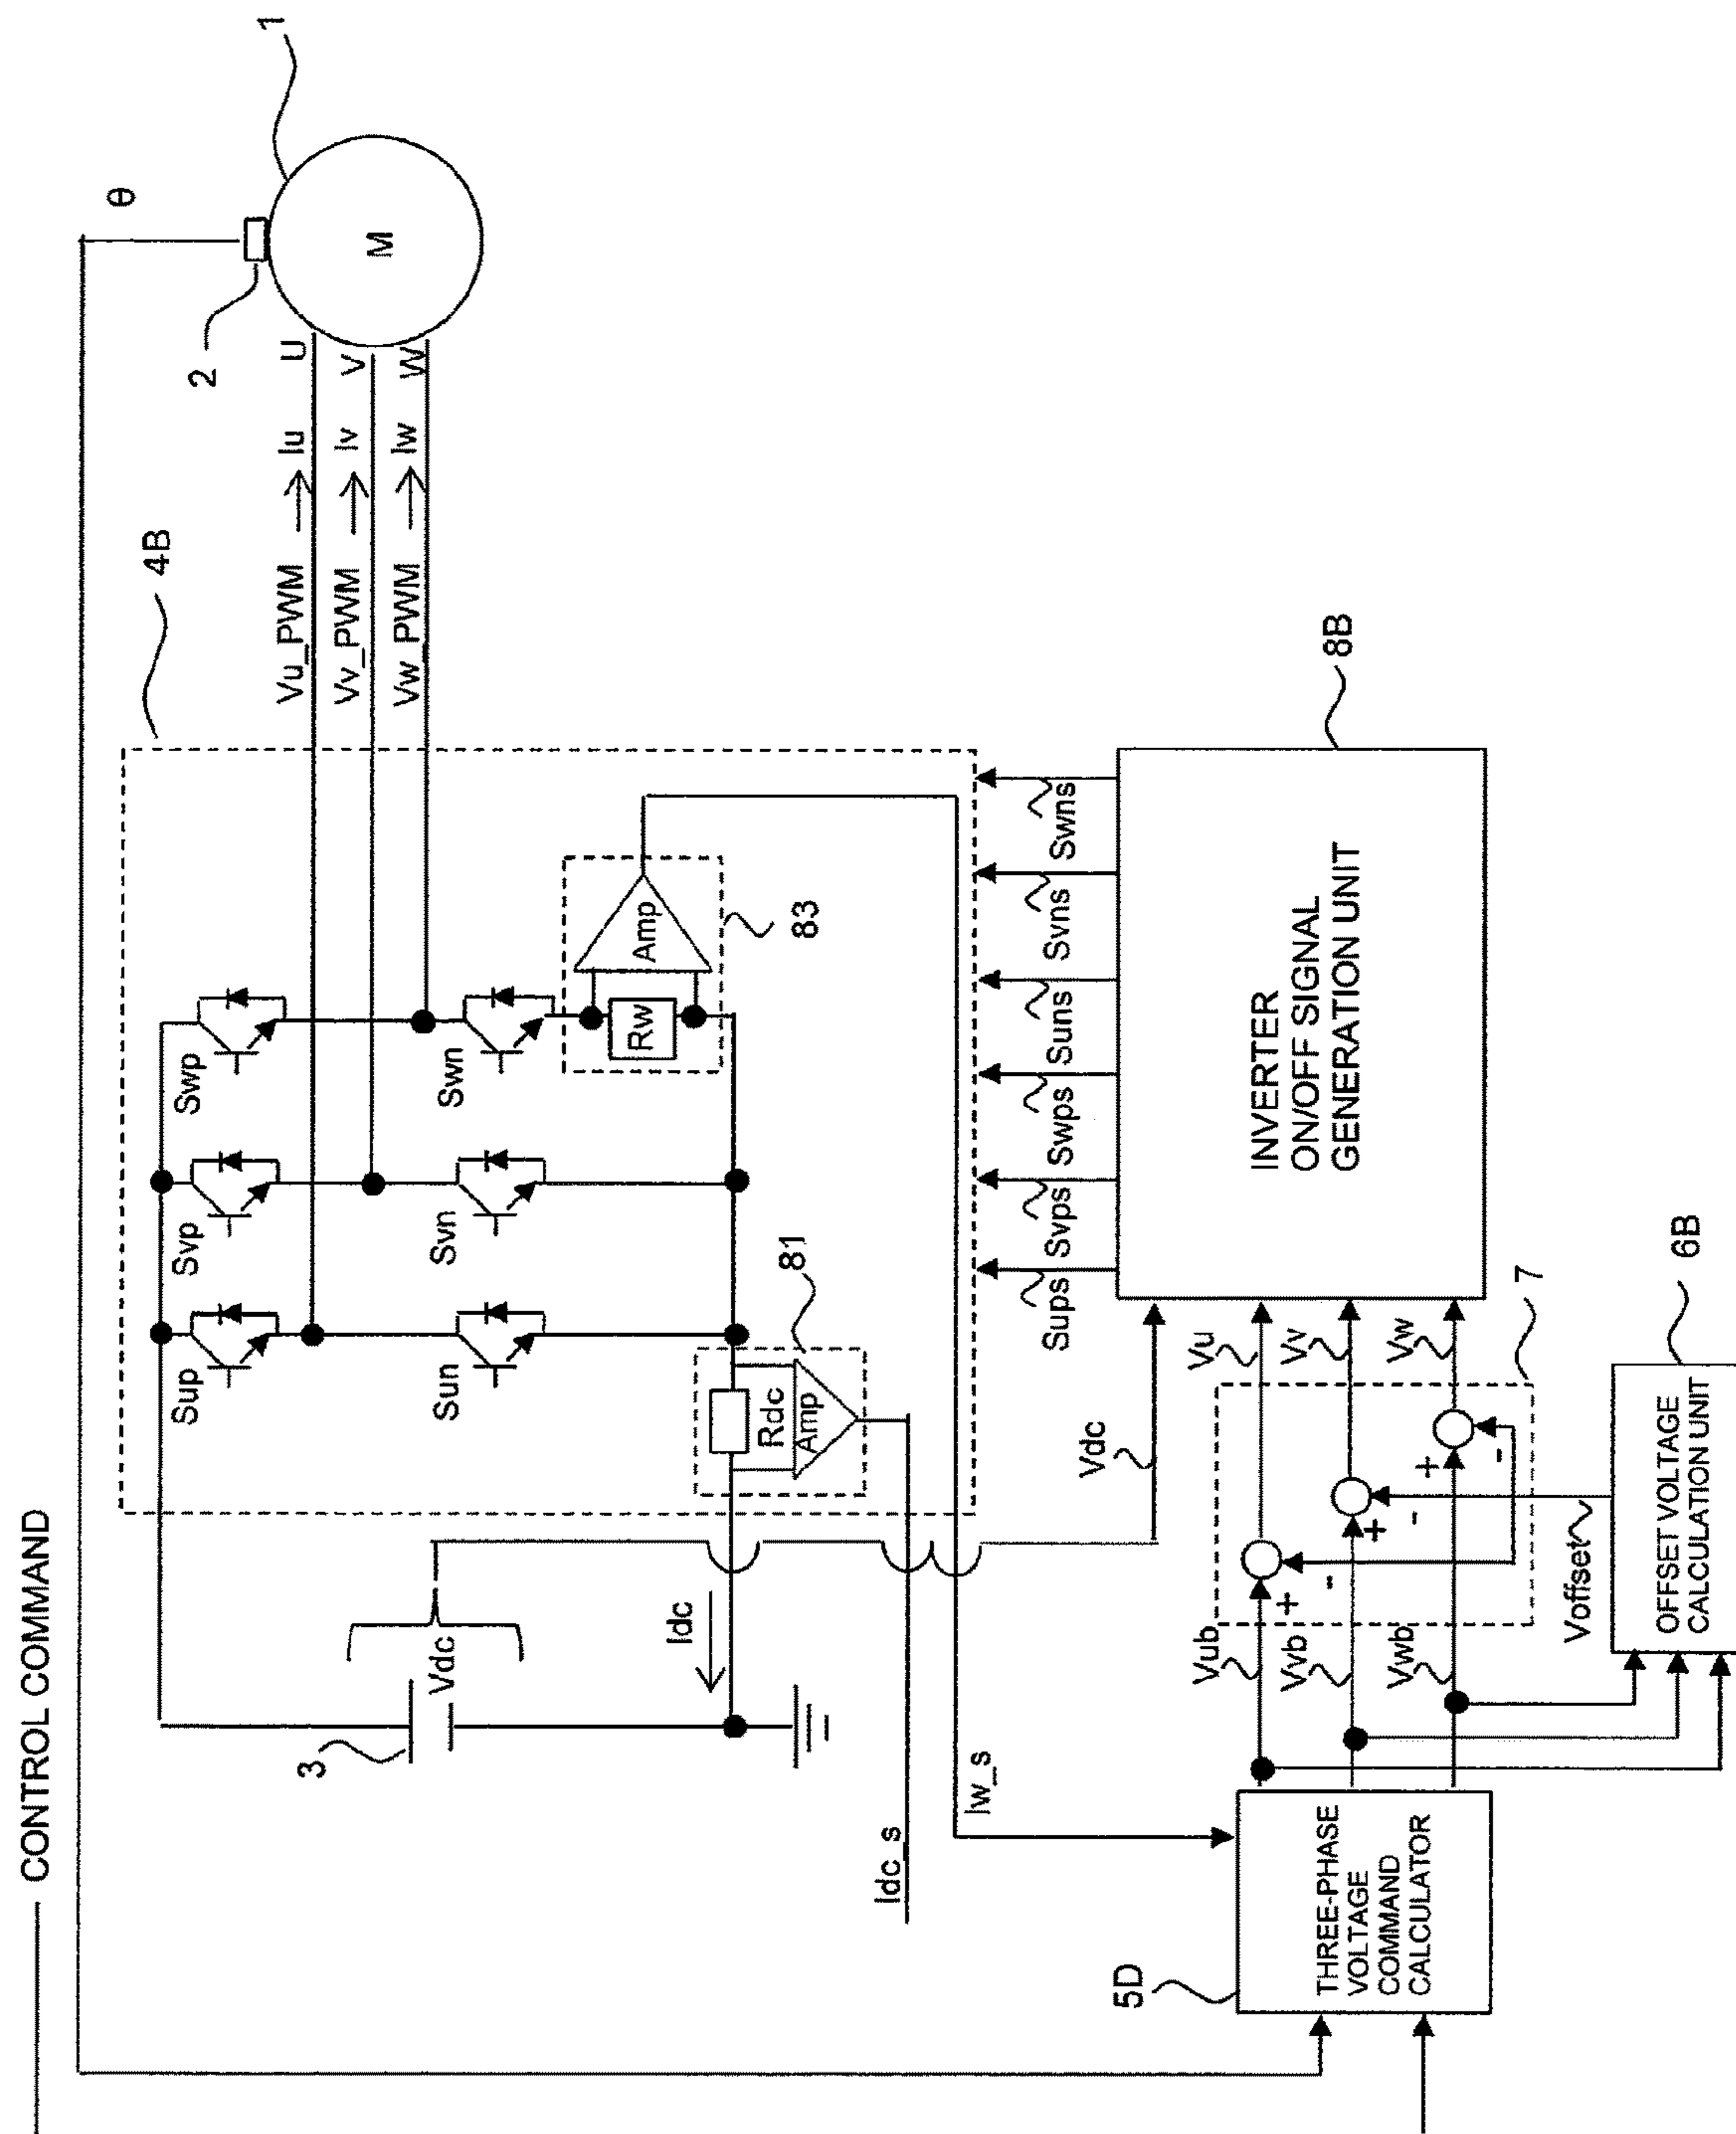 CONTROL COMMAND
θ
1
2
M
U
V
W
Vu_PWM
Iu
Vv_PWM
Iv
Vw_PWM
Iw
4B
3
Vdc
Idc
Sup
Svp
Swp
Sun
Svn
Swn
Rw
Amp
83
Rdc
Amp
81
Idc_s
Iw_s
Vdc
Sups
Svps
Swps
Suns
Svns
Swns
INVERTER
ON/OFF SIGNAL
GENERATION UNIT
8B
5D
THREE-PHASE
VOLTAGE
COMMAND
CALCULATOR
Vub
Vvb
Vwb
+
-
+
-
+
-
Vu
Vv
Vw
7
Voffset
OFFSET VOLTAGE
CALCULATION UNIT
6B